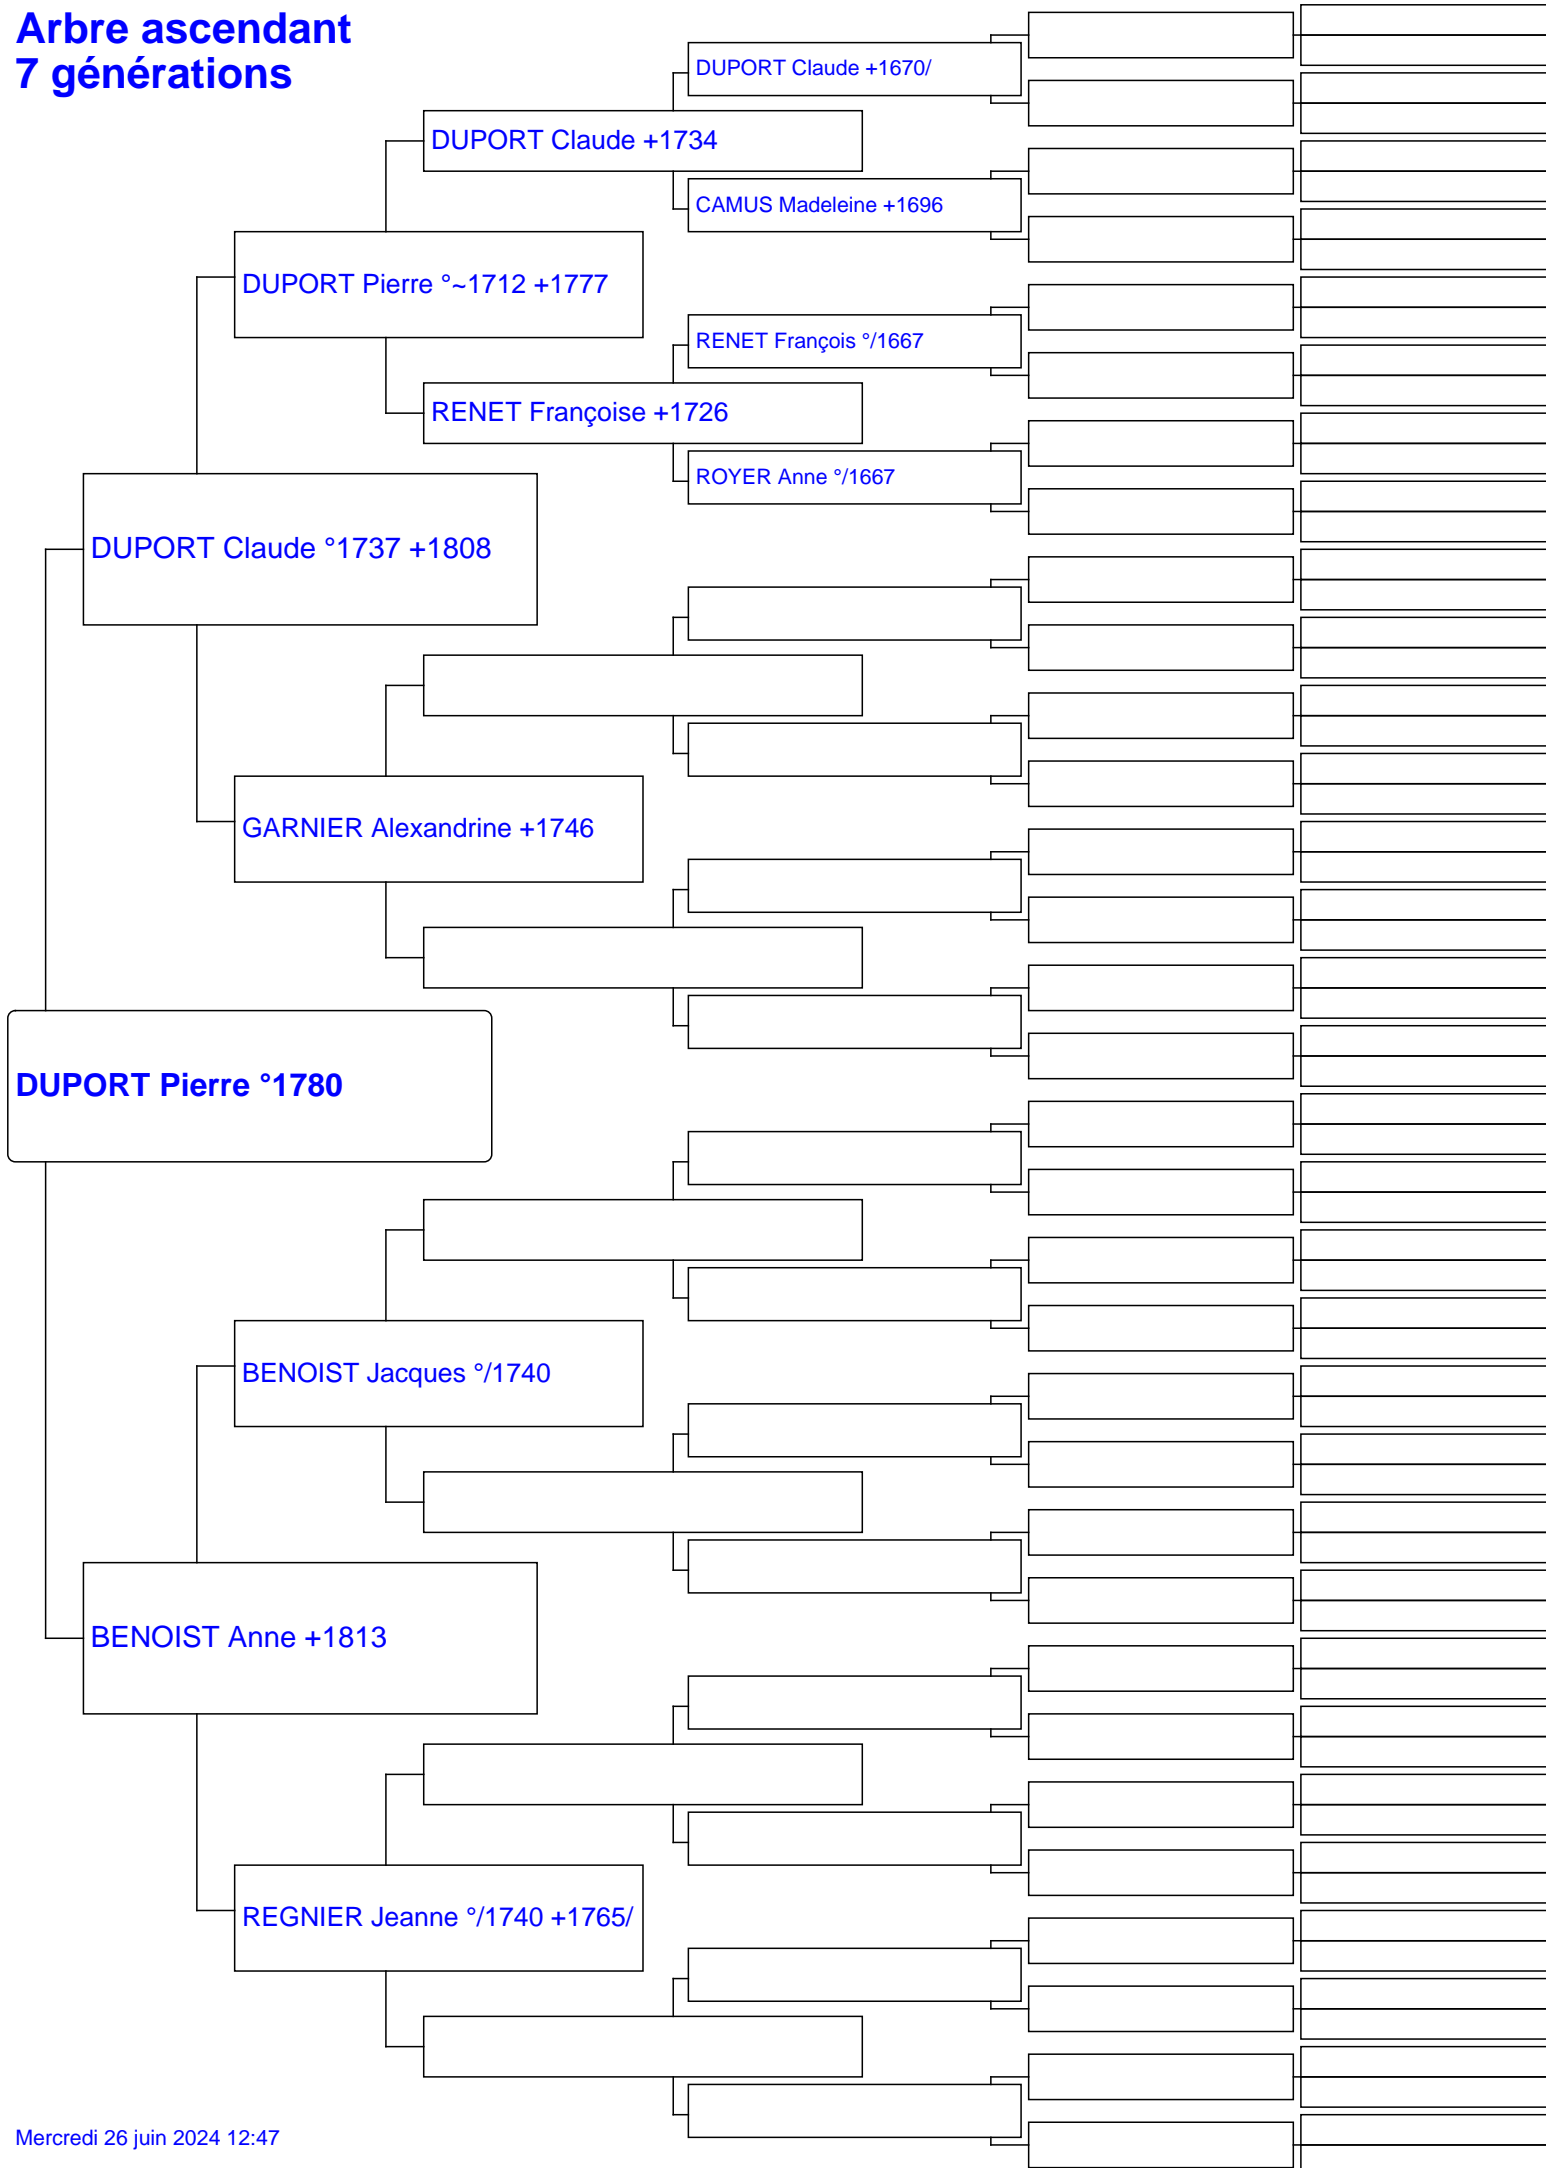 Arbre ascendant
7 générations
DUPORT Claude +1670/
DUPORT Claude +1734
CAMUS Madeleine +1696
DUPORT Pierre °~1712 +1777
RENET François °/1667
RENET Françoise +1726
ROYER Anne °/1667
DUPORT Claude °1737 +1808
GARNIER Alexandrine +1746
DUPORT Pierre °1780
BENOIST Jacques °/1740
BENOIST Anne +1813
REGNIER Jeanne °/1740 +1765/
Mercredi 26 juin 2024 12:47